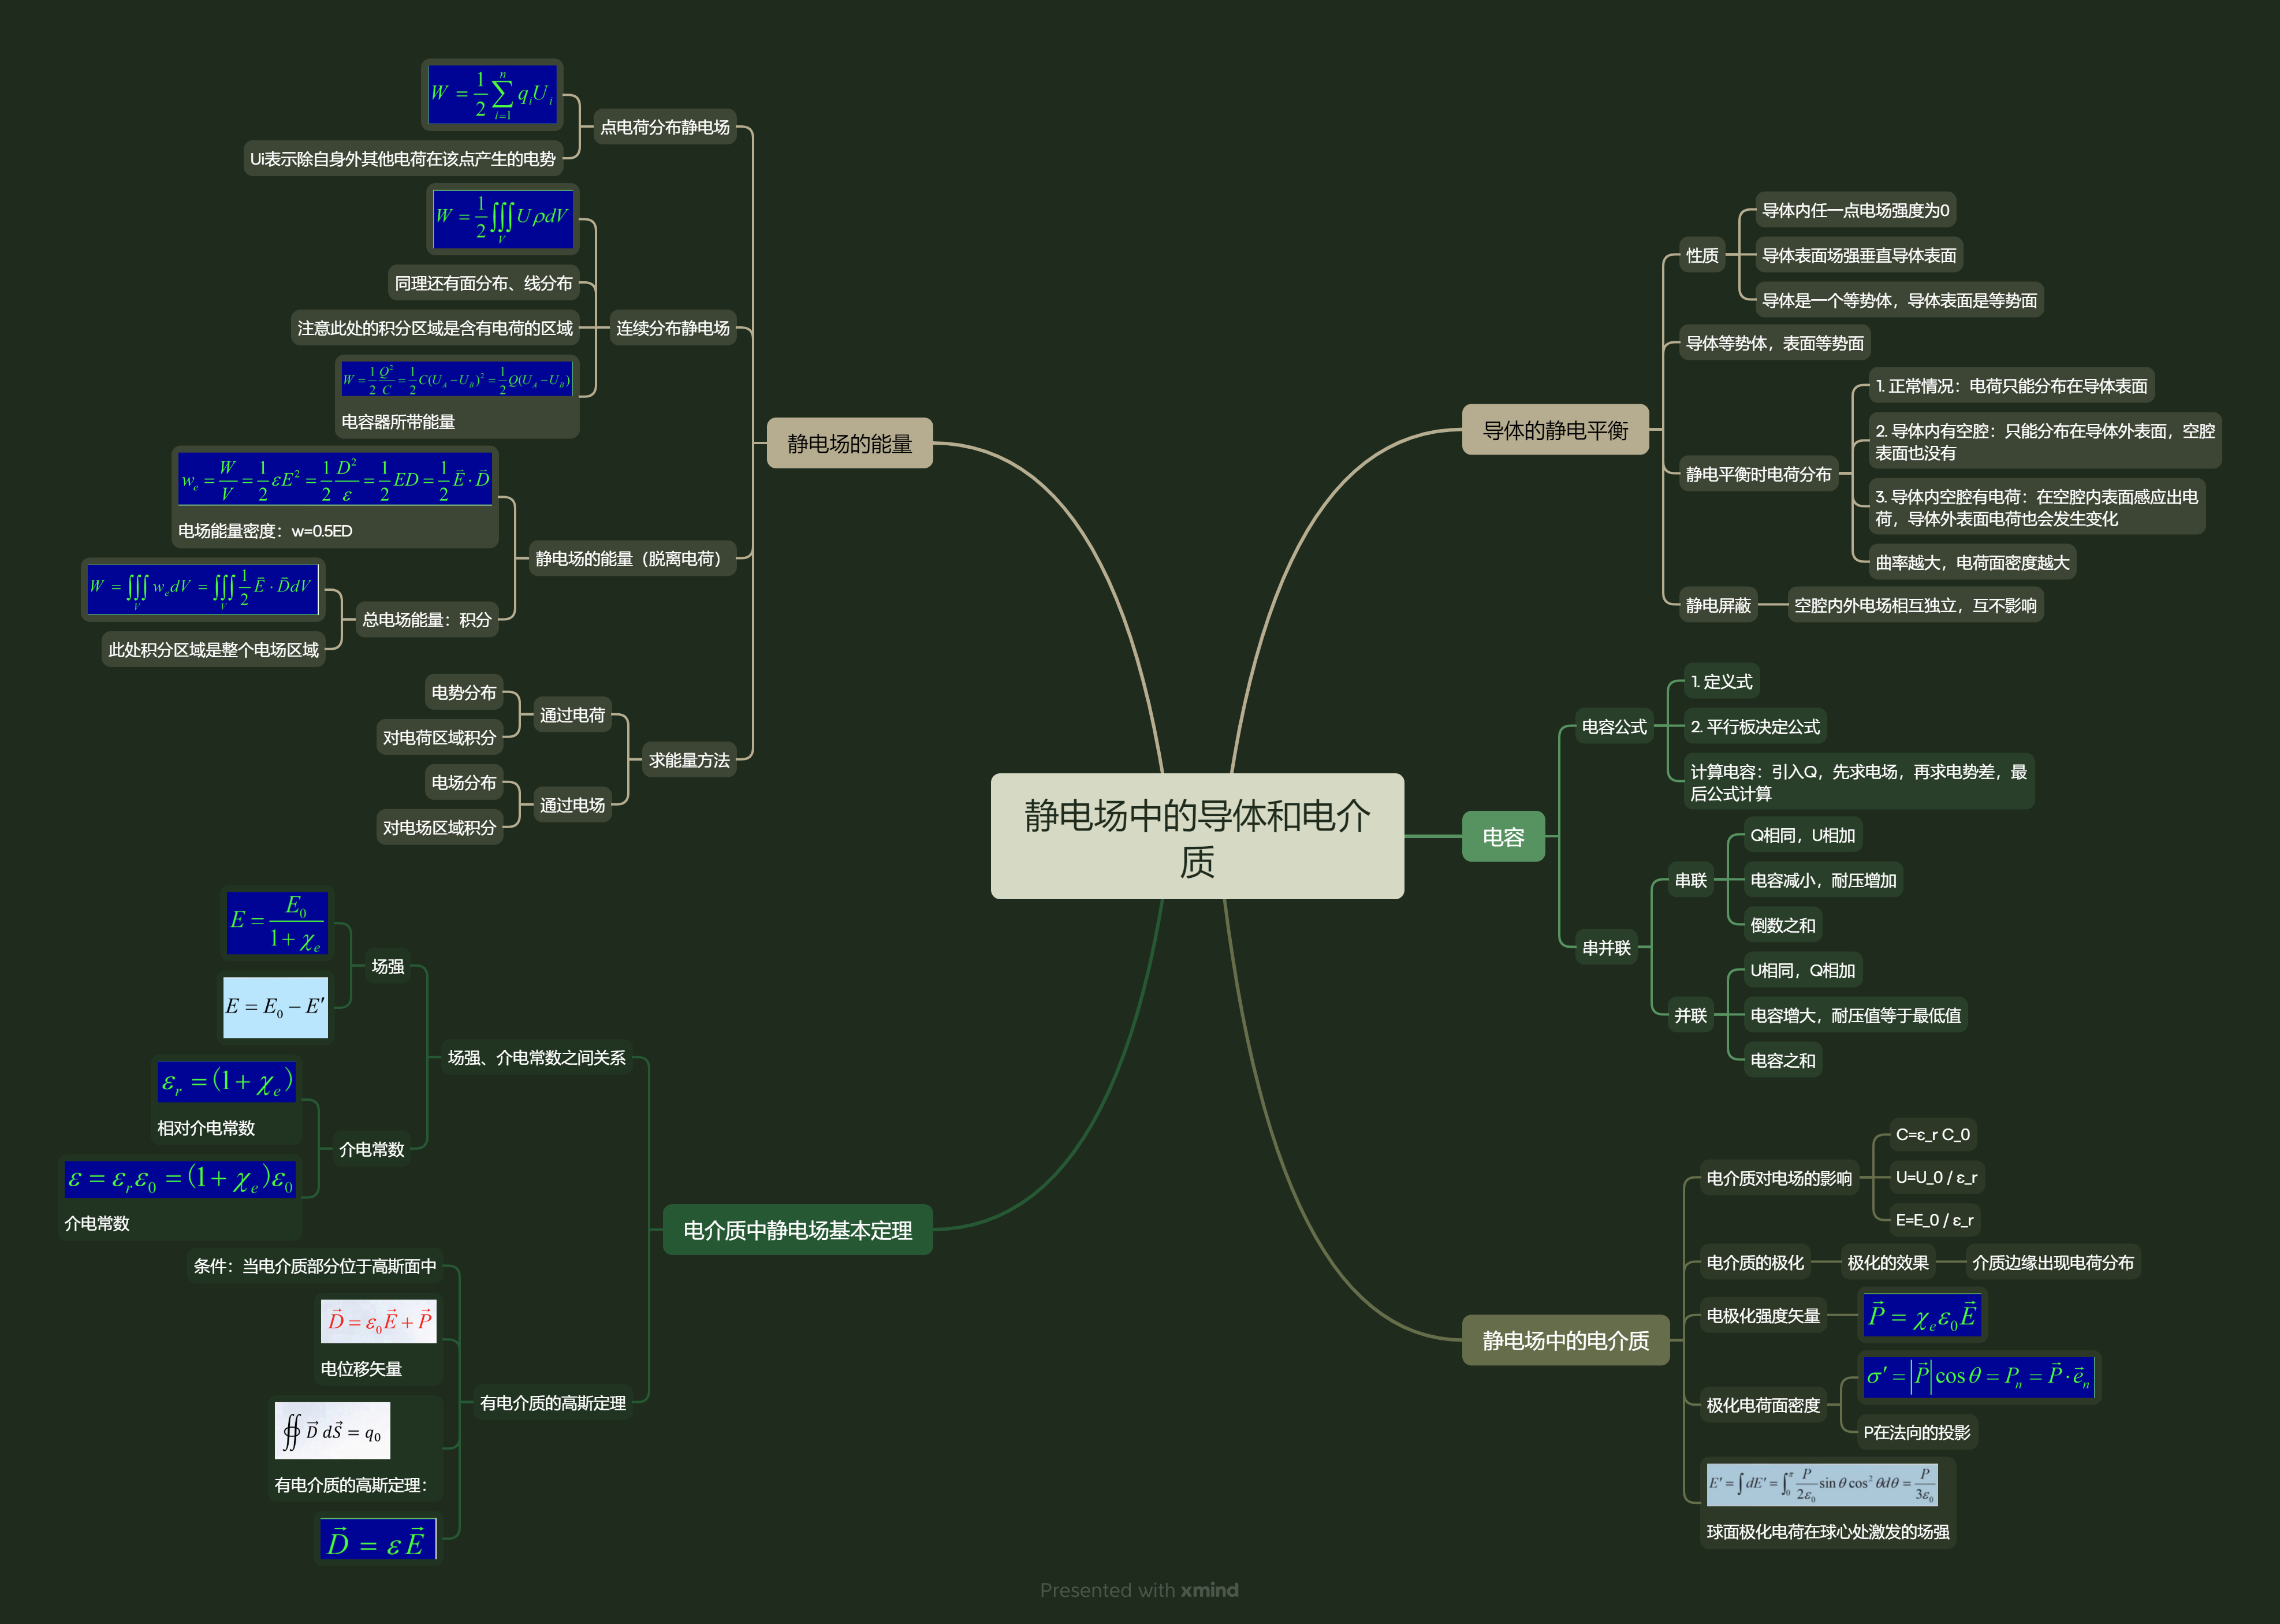 静电场中的导体和电介
质
导体的静电平衡
性质
导体内任一点电场强度为0
导体表面场强垂直导体表面
导体是一个等势体，导体表面是等势面
导体等势体，表面等势面
静电平衡时电荷分布
1. 正常情况：电荷只能分布在导体表面
2. 导体内有空腔：只能分布在导体外表面，空腔
表面也没有
3. 导体内空腔有电荷：在空腔内表面感应出电
荷，导体外表面电荷也会发生变化
曲率越大，电荷面密度越大
静电屏蔽
空腔内外电场相互独立，互不影响
电容
电容公式
1. 定义式
2. 平行板决定公式
计算电容：引入Q，先求电场，再求电势差，最
后公式计算
串并联
串联
Q相同，U相加
电容减小，耐压增加
倒数之和
并联
U相同，Q相加
电容增大，耐压值等于最低值
电容之和
静电场中的电介质
电介质对电场的影响
C=ε_r C_0
U=U_0 / ε_r
E=E_0 / ε_r
电介质的极化
极化的效果
介质边缘出现电荷分布
电极化强度矢量
$\vec{P} = \chi_e \varepsilon_0 \vec{E}$
极化电荷面密度
$\sigma' = |\vec{P}| \cos\theta = P_n = \vec{P} \cdot \vec{e}_n$
P在法向的投影
$E' = \int dE' = \int_0^\pi \frac{P}{2\varepsilon_0} \sin\theta \cos^2\theta d\theta = \frac{P}{3\varepsilon_0}$
球面极化电荷在球心处激发的场强
静电场的能量
点电荷分布静电场
$W = \frac{1}{2} \sum_{i=1}^{n} q_i U_i$
Ui表示除自身外其他电荷在该点产生的电势
连续分布静电场
$W = \frac{1}{2} \iiint_V U \rho dV$
同理还有面分布、线分布
注意此处的积分区域是含有电荷的区域
$W = \frac{1}{2} \frac{Q^2}{C} = \frac{1}{2} C (U_A - U_B)^2 = \frac{1}{2} Q (U_A - U_B)$
电容器所带能量
静电场的能量（脱离电荷）
$w_e = \frac{W}{V} = \frac{1}{2} \varepsilon E^2 = \frac{1}{2} \frac{D^2}{\varepsilon} = \frac{1}{2} ED = \frac{1}{2} \vec{E} \cdot \vec{D}$
电场能量密度：w=0.5ED
总电场能量：积分
$W = \iiint_V w_e dV = \iiint_V \frac{1}{2} \vec{E} \cdot \vec{D} dV$
此处积分区域是整个电场区域
求能量方法
通过电荷
电势分布
对电荷区域积分
通过电场
电场分布
对电场区域积分
电介质中静电场基本定理
场强、介电常数之间关系
场强
$E = \frac{E_0}{1 + \chi_e}$
$E = E_0 - E'$
介电常数
$\varepsilon_r = (1 + \chi_e)$
相对介电常数
$\varepsilon = \varepsilon_r \varepsilon_0 = (1 + \chi_e) \varepsilon_0$
介电常数
有电介质的高斯定理
条件：当电介质部分位于高斯面中
$\vec{D} = \varepsilon_0 \vec{E} + \vec{P}$
电位移矢量
$\oiint \vec{D} \, d\vec{S} = q_0$
有电介质的高斯定理：
$\vec{D} = \varepsilon \vec{E}$
Presented with xmind